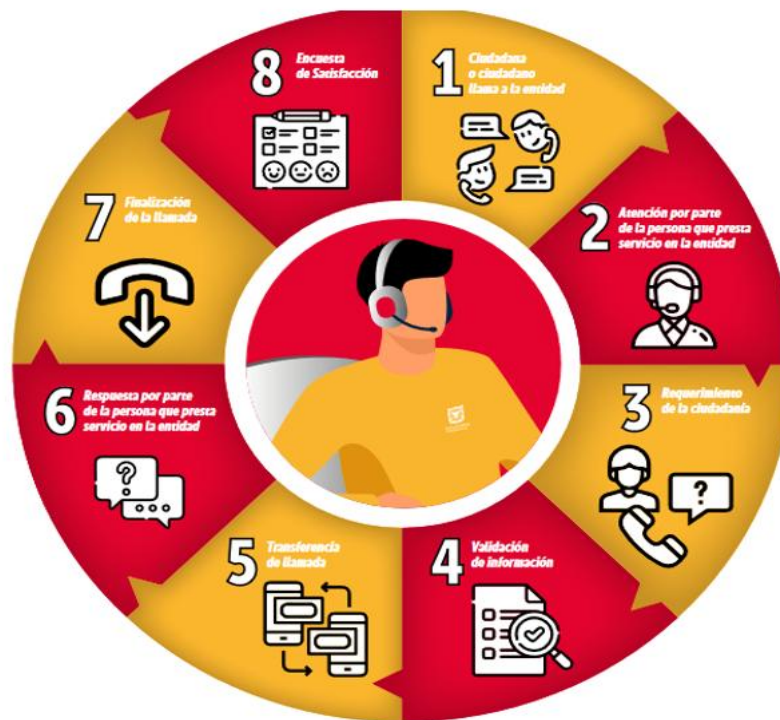 1
Ciudadana
o ciudadano
llama a la entidad
2
Atención por parte
de la persona que presta
servicio en la entidad
3
Requerimiento
de la ciudadanía
4
Validación
de información
5
Transferencia
de llamada
6
Respuesta por parte
de la persona que presta
servicio en la entidad
7
Finalización
de la llamada
8
Encuesta
de Satisfacción